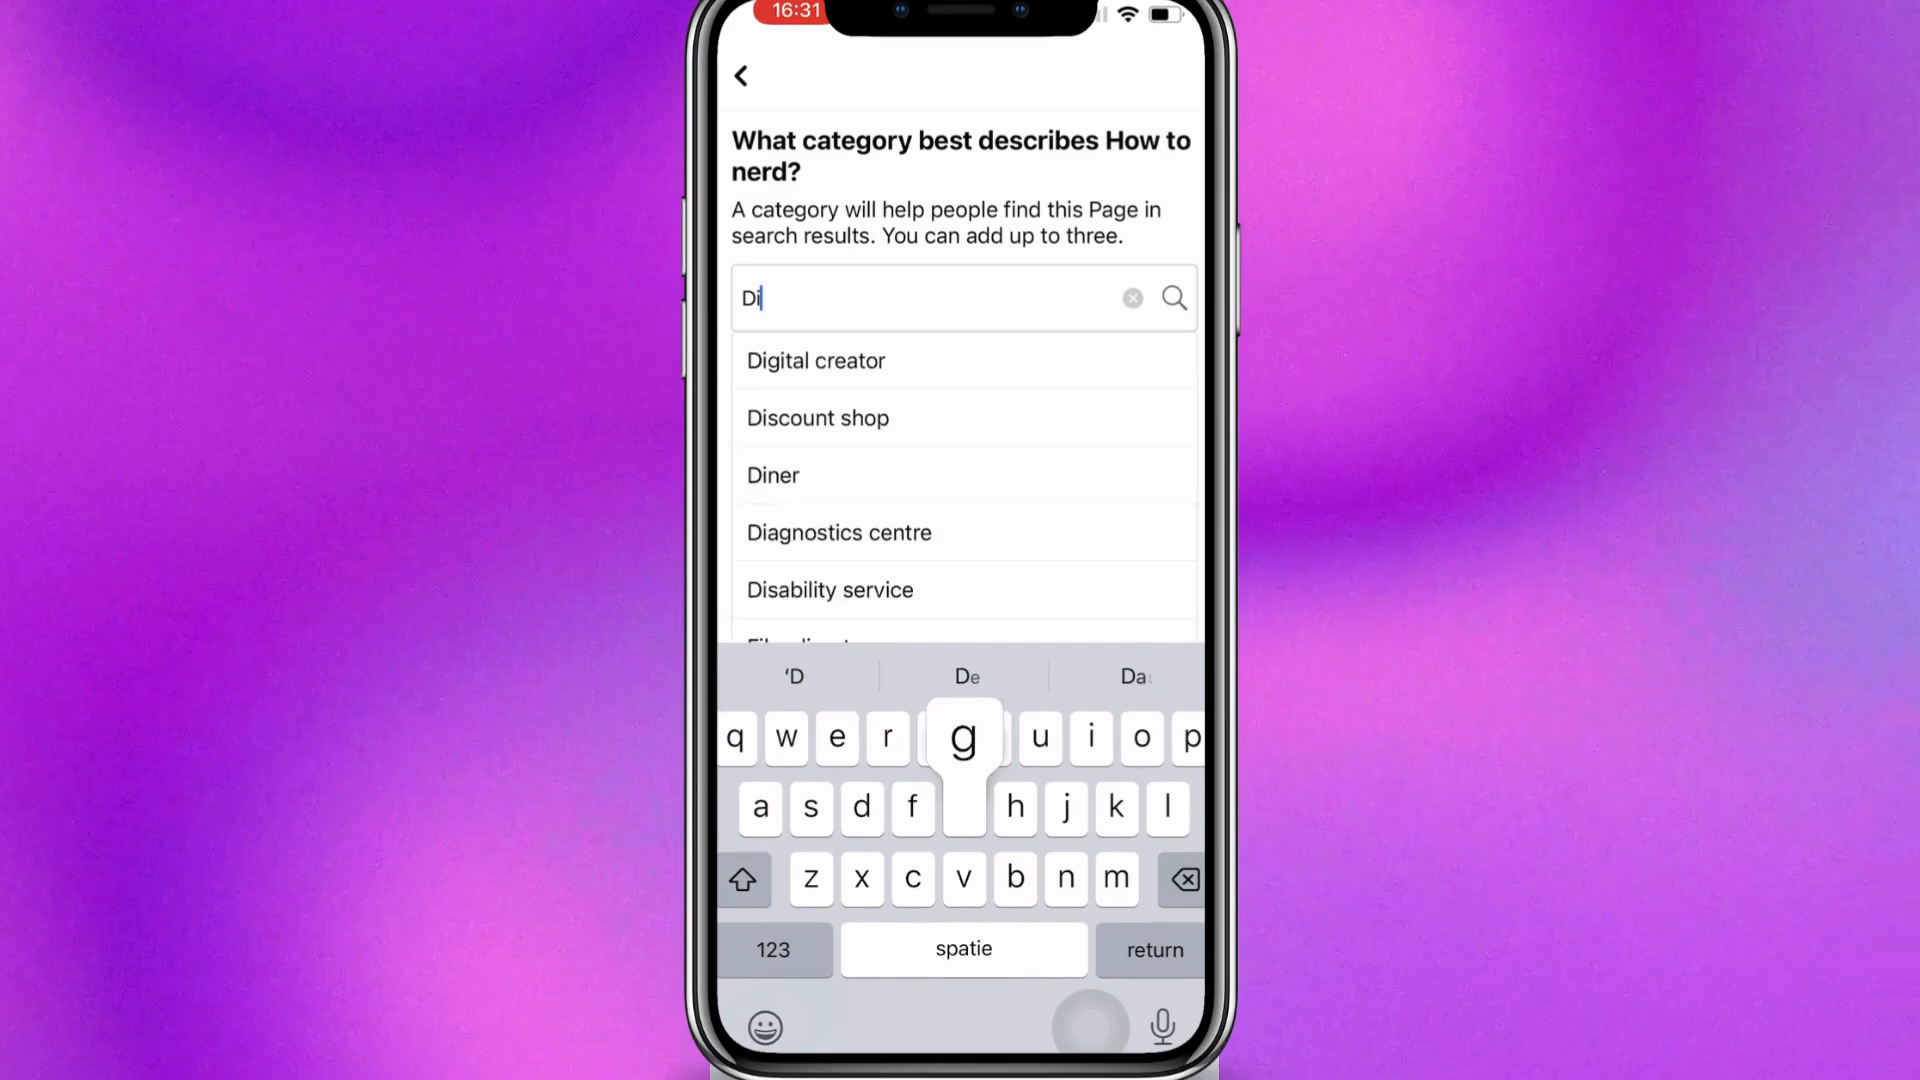 16:31
What category best describes How to
nerd?
A category will help people find this Page in
search results. You can add up to three.
Di
Digital creator
Discount shop
Diner
Diagnostics centre
Disability service
'D De Da
q w e r g u i o p
a s d f h j k l
z x c v b n m
123 spatie return